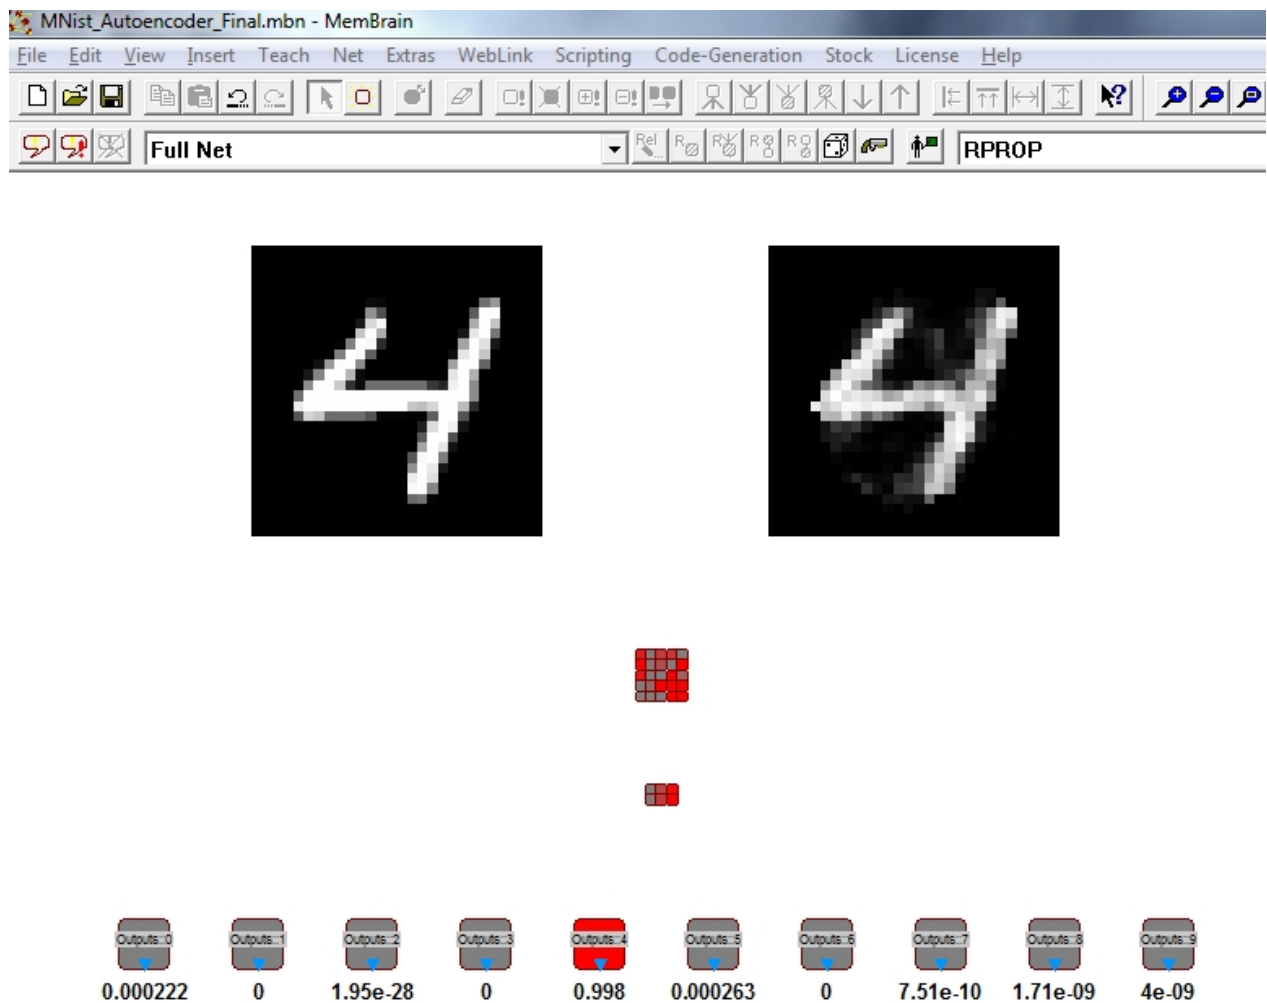 MNist_Autoencoder_Final.mbn - MemBrain
File Edit View Insert Teach Net Extras WebLink Scripting Code-Generation Stock License Help
Full Net Rel... R R R R RPROP
4 4
Outputs::0 Outputs::1 Outputs::2 Outputs::3 Outputs::4 Outputs::5 Outputs::6 Outputs::7 Outputs::8 Outputs::9
0.000222 0 1.95e-28 0 0.998 0.000263 0 7.51e-10 1.71e-09 4e-09